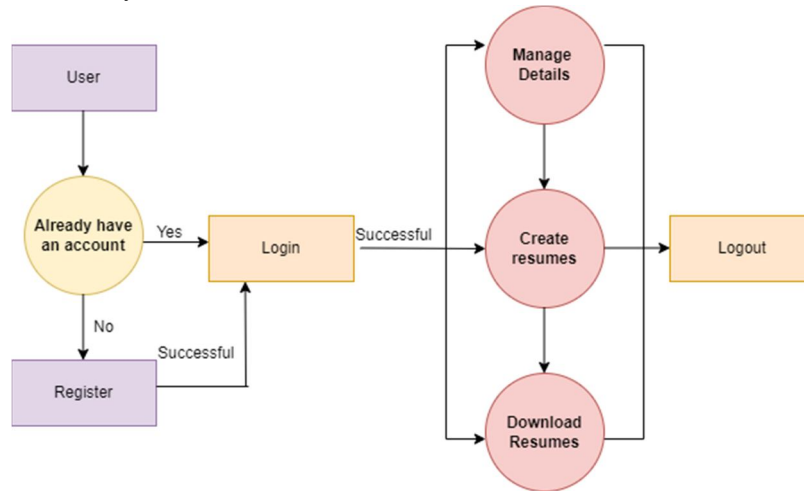 User
Manage
Details
Already have
an account
Yes
Login
Successful
Create
resumes
Logout
No
Successful
Register
Download
Resumes